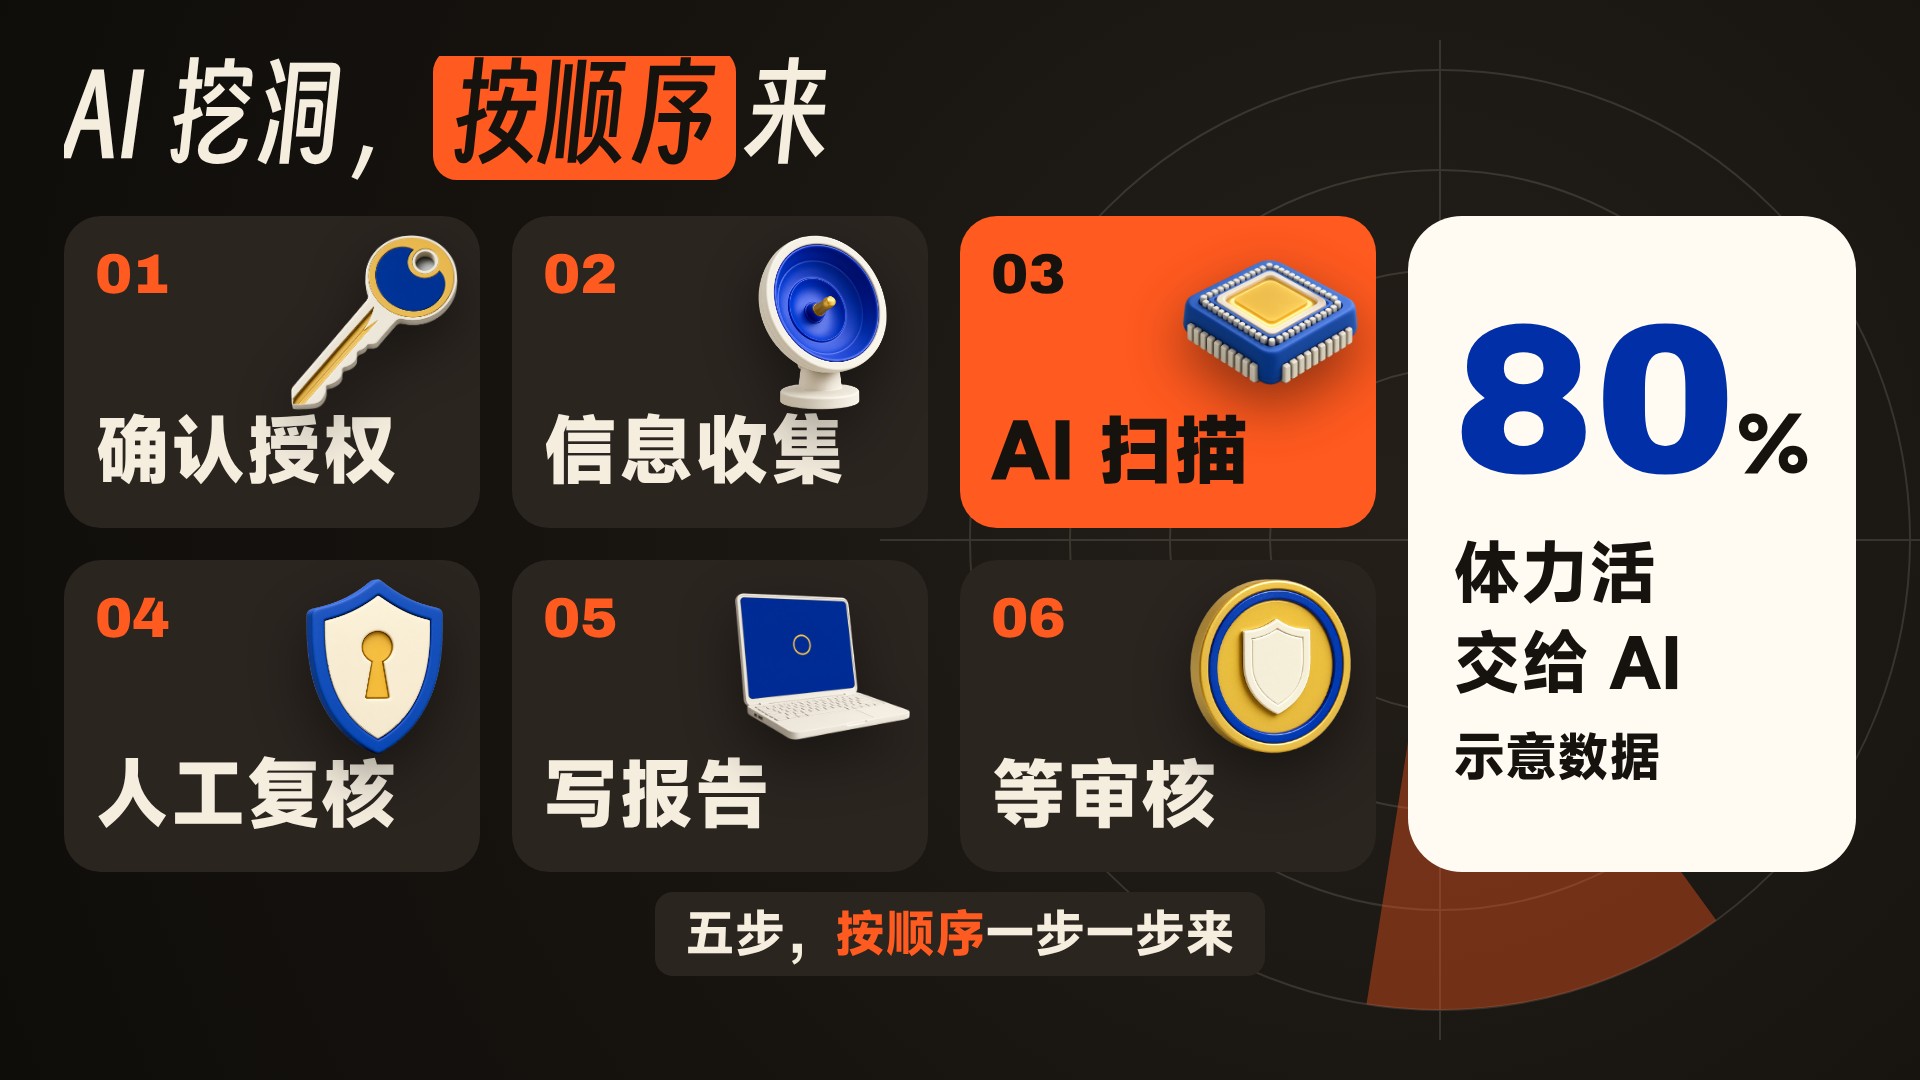 AI 挖洞，按顺序来
01
确认授权
02
信息收集
03
AI 扫描
04
人工复核
05
写报告
06
等审核
80%
体力活
交给 AI
示意数据
五步，按顺序一步一步来